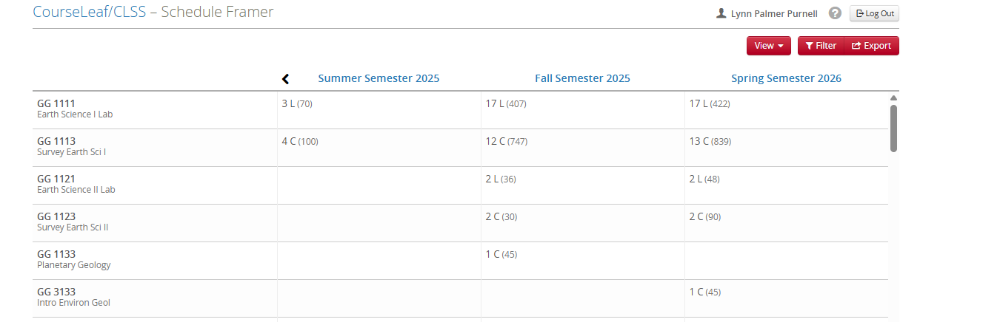 CourseLeaf/CLSS – Schedule Framer
Lynn Palmer Purnell ? Log Out
View Filter Export
Summer Semester 2025 Fall Semester 2025 Spring Semester 2026
GG 1111 3 L (70) 17 L (407) 17 L (422)
Earth Science I Lab
GG 1113 4 C (100) 12 C (747) 13 C (839)
Survey Earth Sci I
GG 1121 2 L (36) 2 L (48)
Earth Science II Lab
GG 1123 2 C (30) 2 C (90)
Survey Earth Sci II
GG 1133 1 C (45)
Planetary Geology
GG 3133 1 C (45)
Intro Environ Geol